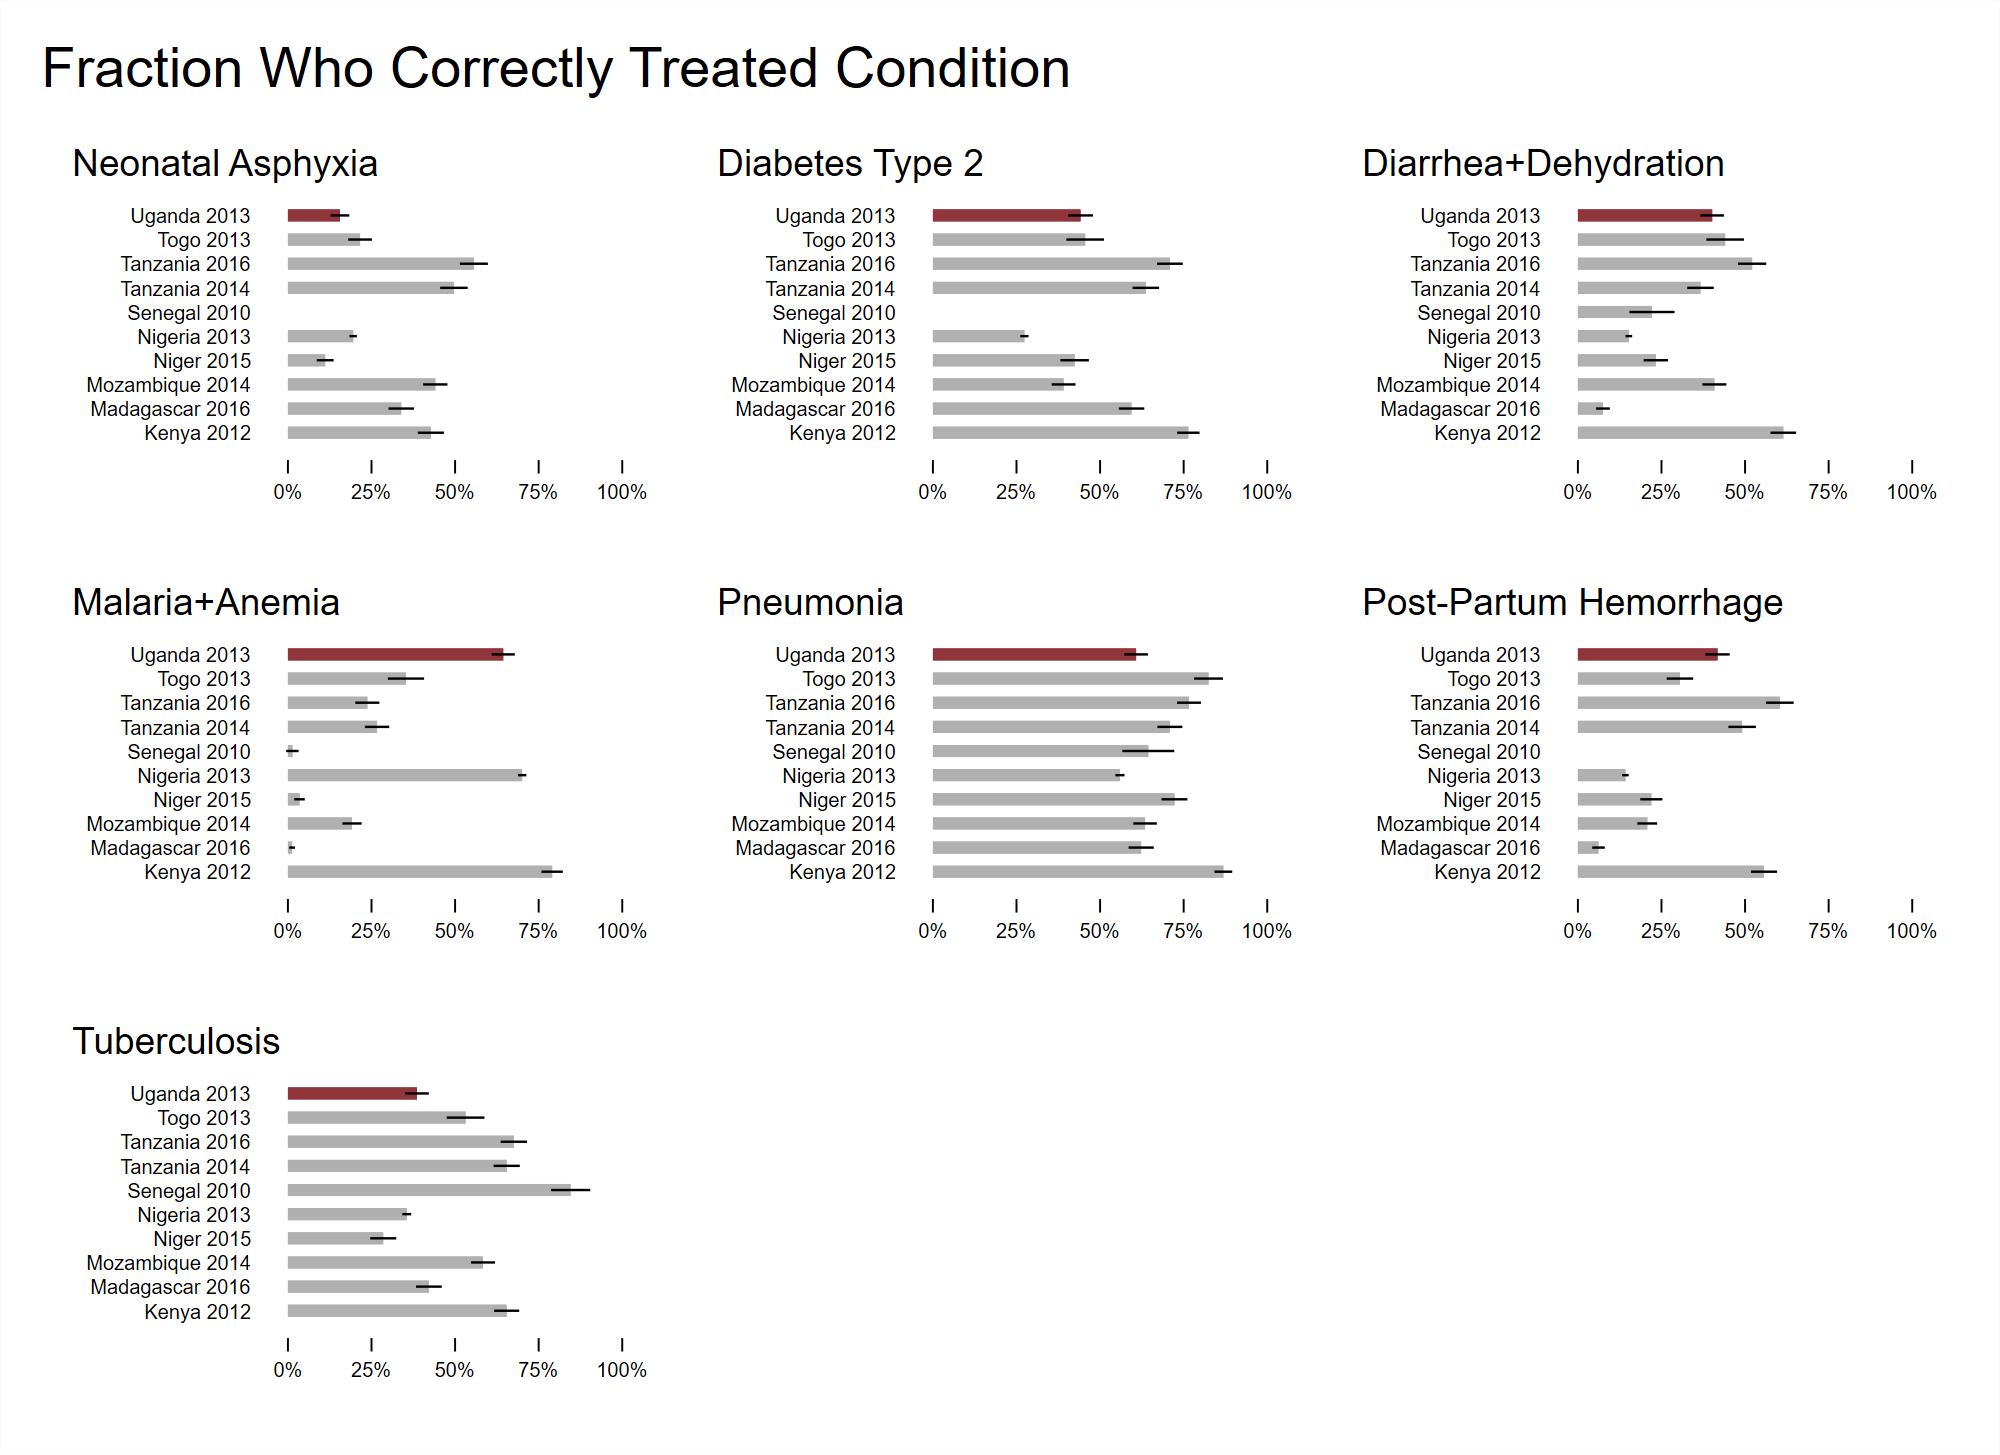 Fraction Who Correctly Treated Condition
Neonatal Asphyxia
Uganda 2013
Togo 2013
Tanzania 2016
Tanzania 2014
Senegal 2010
Nigeria 2013
Niger 2015
Mozambique 2014
Madagascar 2016
Kenya 2012
0% 25% 50% 75% 100%
Diabetes Type 2
Uganda 2013
Togo 2013
Tanzania 2016
Tanzania 2014
Senegal 2010
Nigeria 2013
Niger 2015
Mozambique 2014
Madagascar 2016
Kenya 2012
0% 25% 50% 75% 100%
Diarrhea+Dehydration
Uganda 2013
Togo 2013
Tanzania 2016
Tanzania 2014
Senegal 2010
Nigeria 2013
Niger 2015
Mozambique 2014
Madagascar 2016
Kenya 2012
0% 25% 50% 75% 100%
Malaria+Anemia
Uganda 2013
Togo 2013
Tanzania 2016
Tanzania 2014
Senegal 2010
Nigeria 2013
Niger 2015
Mozambique 2014
Madagascar 2016
Kenya 2012
0% 25% 50% 75% 100%
Pneumonia
Uganda 2013
Togo 2013
Tanzania 2016
Tanzania 2014
Senegal 2010
Nigeria 2013
Niger 2015
Mozambique 2014
Madagascar 2016
Kenya 2012
0% 25% 50% 75% 100%
Post-Partum Hemorrhage
Uganda 2013
Togo 2013
Tanzania 2016
Tanzania 2014
Senegal 2010
Nigeria 2013
Niger 2015
Mozambique 2014
Madagascar 2016
Kenya 2012
0% 25% 50% 75% 100%
Tuberculosis
Uganda 2013
Togo 2013
Tanzania 2016
Tanzania 2014
Senegal 2010
Nigeria 2013
Niger 2015
Mozambique 2014
Madagascar 2016
Kenya 2012
0% 25% 50% 75% 100%